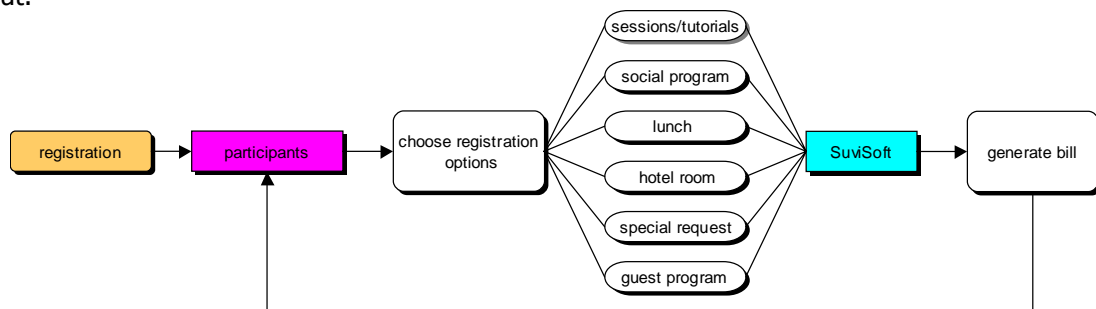 ut.
sessions/tutorials
social program
registration
participants
choose registration
options
lunch
SuviSoft
generate bill
hotel room
special request
guest program